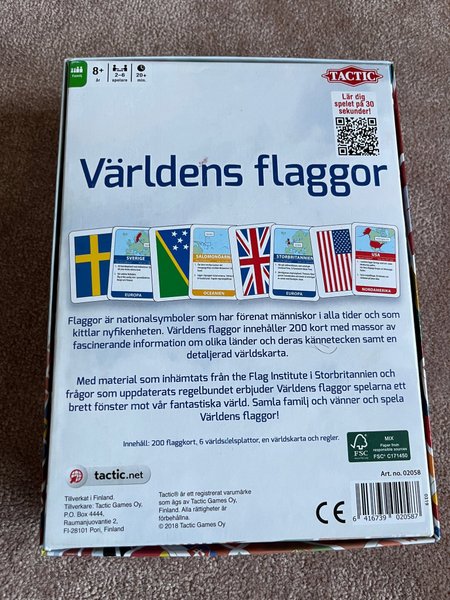 Familj
8+
år
2-6
spelare
20+
min.
TACTIC
Lär dig
spelet på 30
sekunder!
Världens flaggor
SVERIGE
EUROPA
SALOMONÖARNA
OCEANIEN
STORBRITANNIEN
EUROPA
USA
NORDAMERIKA
Flaggor är nationalsymboler som har förenat människor i alla tider och som
kittlar nyfikenheten. Världens flaggor innehåller 200 kort med massor av
fascinerande information om olika länder och deras kännetecken samt en
detaljerad världskarta.
Med material som inhämtats från the Flag Institute i Storbritannien och
frågor som uppdaterats regelbundet erbjuder Världens flaggor spelarna ett
brett fönster mot vår fantastiska värld. Samla familj och vänner och spela
Världens flaggor!
Innehåll: 200 flaggkort, 6 världsdelsplattor, en världskarta och regler.
FSC
www.fsc.org
MIX
Paper from
responsible sources
FSC® C171450
tactic.net
Art. no. 02058
0319
Tillverkat i Finland.
Tillverkare: Tactic Games Oy.
P.O. Box 4444,
Raumanjuovantie 2,
FI-28101 Pori, Finland
Tactic® är ett registrerat varumärke
som ägs av Tactic Games Oy.
Alla rättigheter är
förbehållna.
© 2018 Tactic Games Oy
CE
6 416739 020587